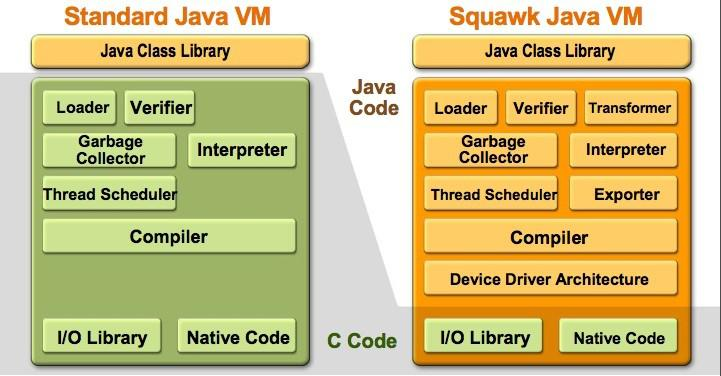 Standard Java VM
Java Class Library
Loader
Verifier
Garbage
Collector
Interpreter
Thread Scheduler
Compiler
I/O Library
Native Code
Java
Code
C Code
Squawk Java VM
Java Class Library
Loader
Verifier
Transformer
Garbage
Collector
Interpreter
Thread Scheduler
Exporter
Compiler
Device Driver Architecture
I/O Library
Native Code